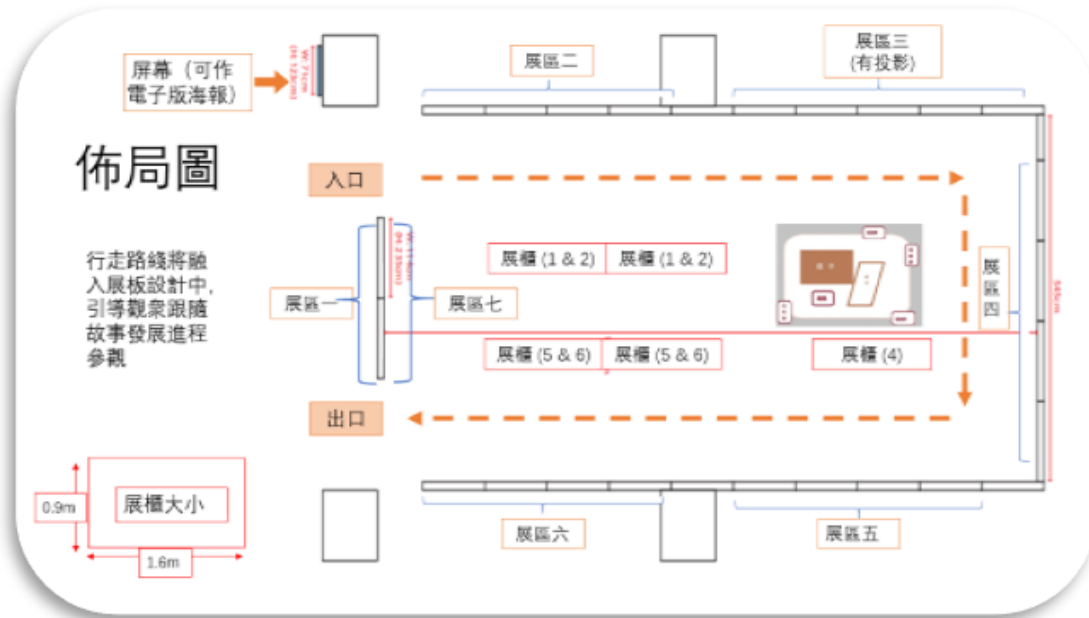 屏幕（可作
電子版海報）
W: 71cm
展區二
展區三
(有投影)
佈局圖
入口
行走路綫將融
入展板設計中，
引導觀眾跟隨
故事發展進程
參觀
展區一
展區七
展櫃 (1 & 2)
展櫃 (1 & 2)
展區四
545cm
展櫃 (5 & 6)
展櫃 (5 & 6)
展櫃 (4)
出口
0.9m
展櫃大小
1.6m
展區六
展區五